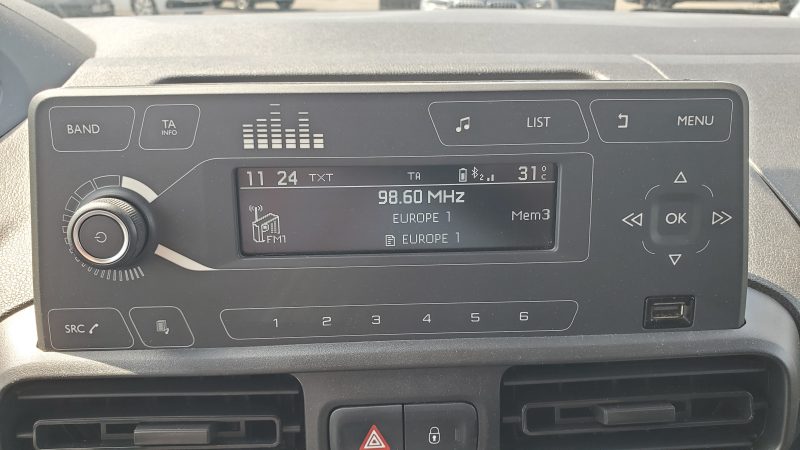 BAND
TA
INFO
LIST
MENU
11 24 TXT TA 2 31°C
98.60 MHz
EUROPE 1 Mem3
FM1 EUROPE 1
OK
SRC
1 2 3 4 5 6